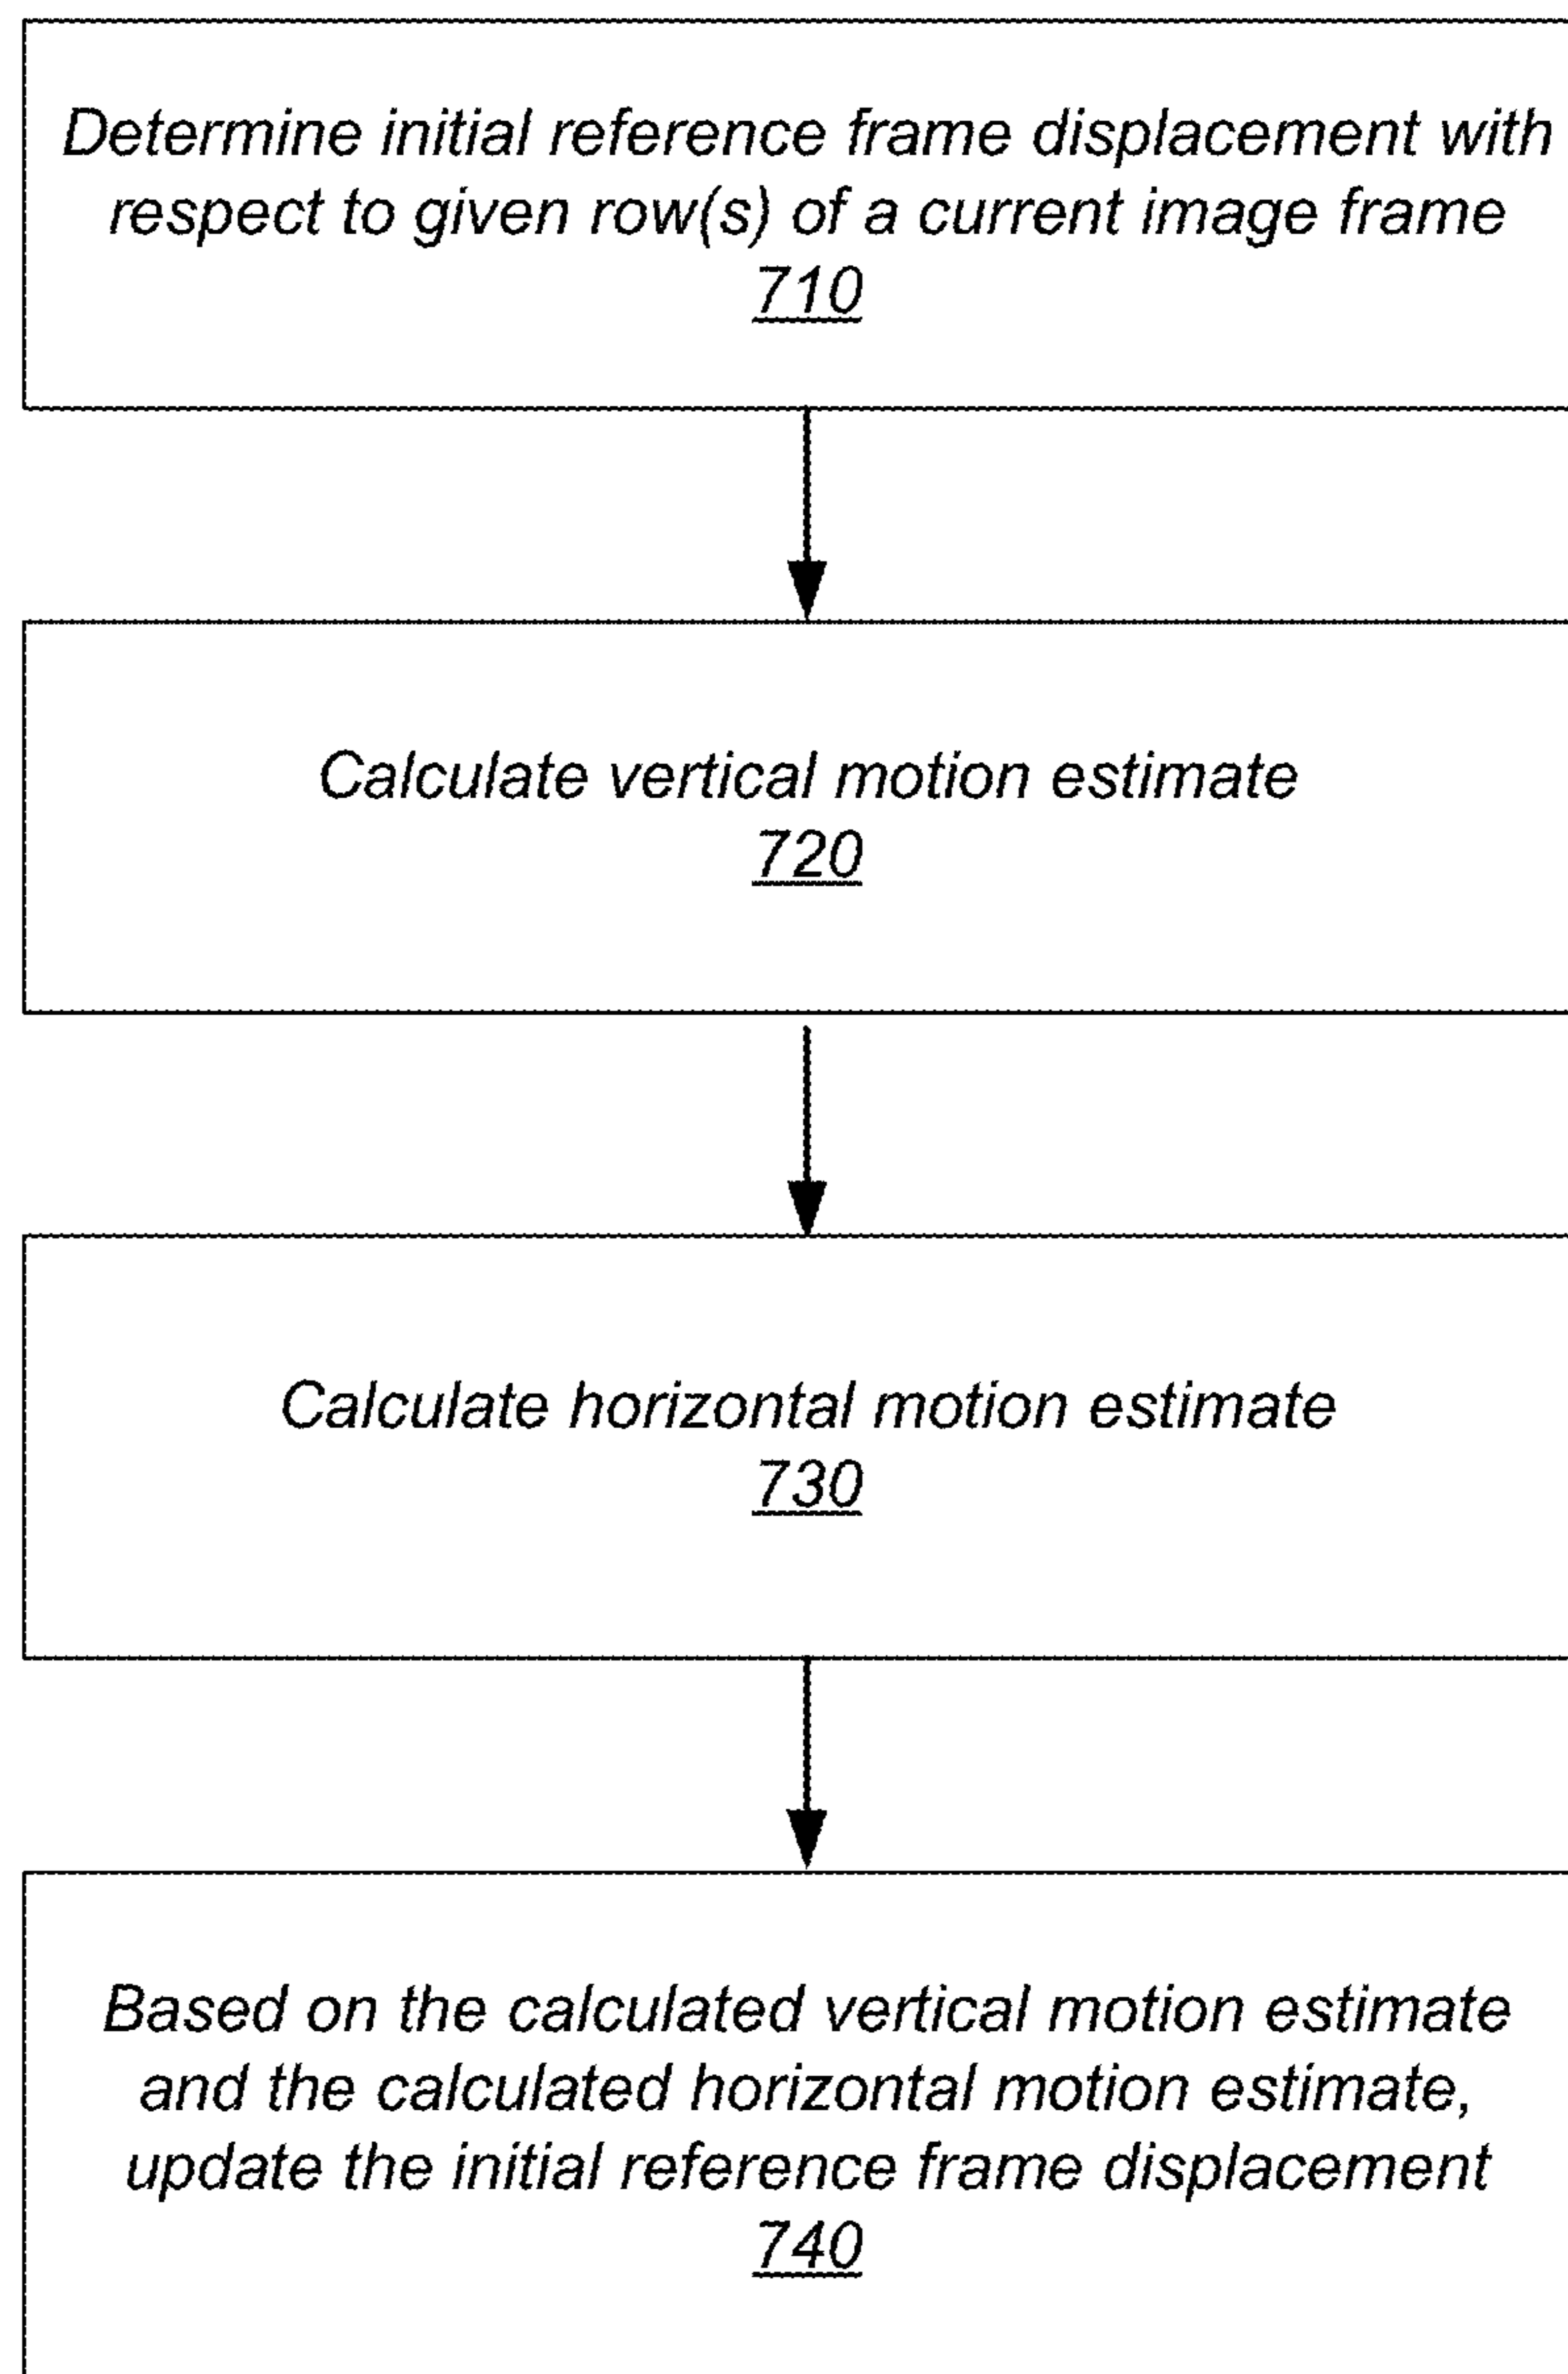 Determine initial reference frame displacement with
respect to given row(s) of a current image frame
710
Calculate vertical motion estimate
720
Calculate horizontal motion estimate
730
Based on the calculated vertical motion estimate
and the calculated horizontal motion estimate,
update the initial reference frame displacement
740